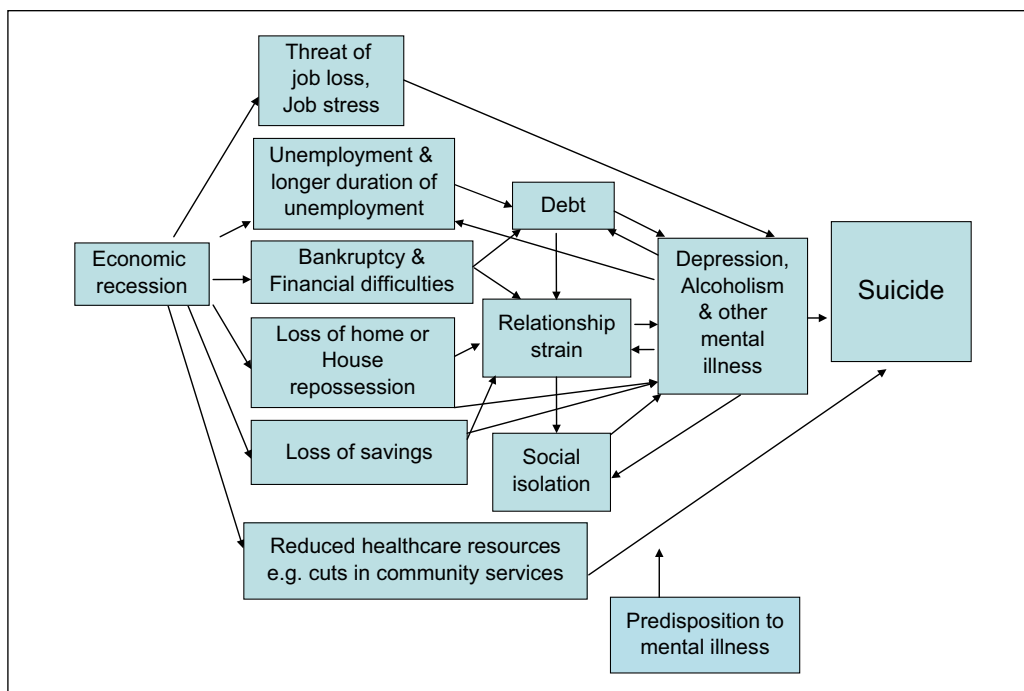 Threat of
job loss,
Job stress
Unemployment &
longer duration of
unemployment
Debt
Economic
recession
Bankruptcy &
Financial difficulties
Depression,
Alcoholism
& other
mental
illness
Suicide
Relationship
strain
Loss of home or
House
repossession
Loss of savings
Social
isolation
Reduced healthcare resources
e.g. cuts in community services
Predisposition to
mental illness